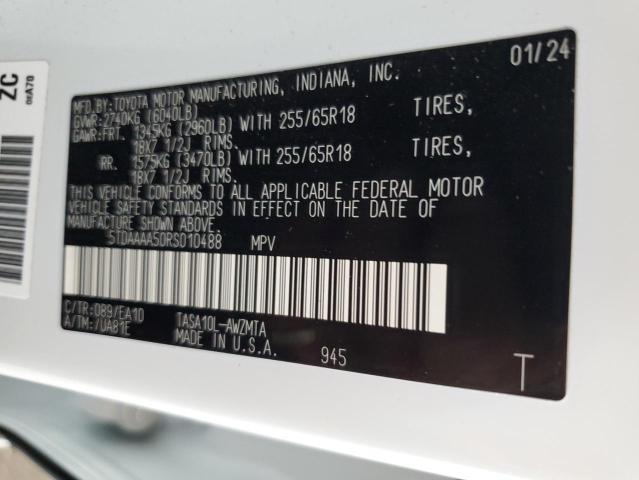 ZC
01/24
MFD.BY:TOYOTA MOTOR MANUFACTURING, INDIANA, INC.
GVWR:2740KG (6040LB)
GAWR:FRT. 1345KG (2960LB) WITH 255/65R18 TIRES,
18X7 1/2J RIMS.
RR. 1575KG (3470LB) WITH 255/65R18 TIRES,
18X7 1/2J RIMS.
THIS VEHICLE CONFORMS TO ALL APPLICABLE FEDERAL MOTOR
VEHICLE SAFETY STANDARDS IN EFFECT ON THE DATE OF
MANUFACTURE SHOWN ABOVE.
5TDAAAA50RS010488 MPV
C/TR:089/EA10 TASA10L-AWZMTA
A/TM:/UA81E MADE IN U.S.A. 945
T